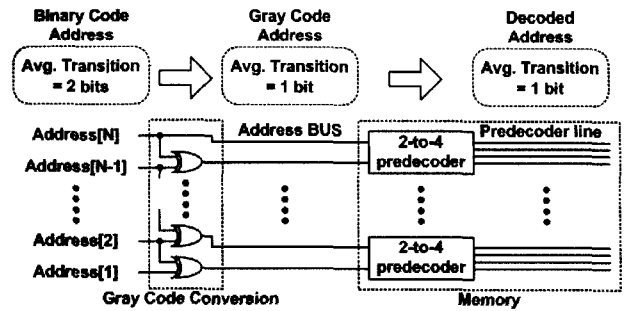 Binary Code
Address
Gray Code
Address
Decoded
Address
Avg. Transition
= 2 bits
Avg. Transition
= 1 bit
Avg. Transition
= 1 bit
Address[N]
Address BUS
2-to-4
predecoder
Predecoder line
Address[N-1]
Address[2]
2-to-4
predecoder
Address[1]
Gray Code Conversion
Memory